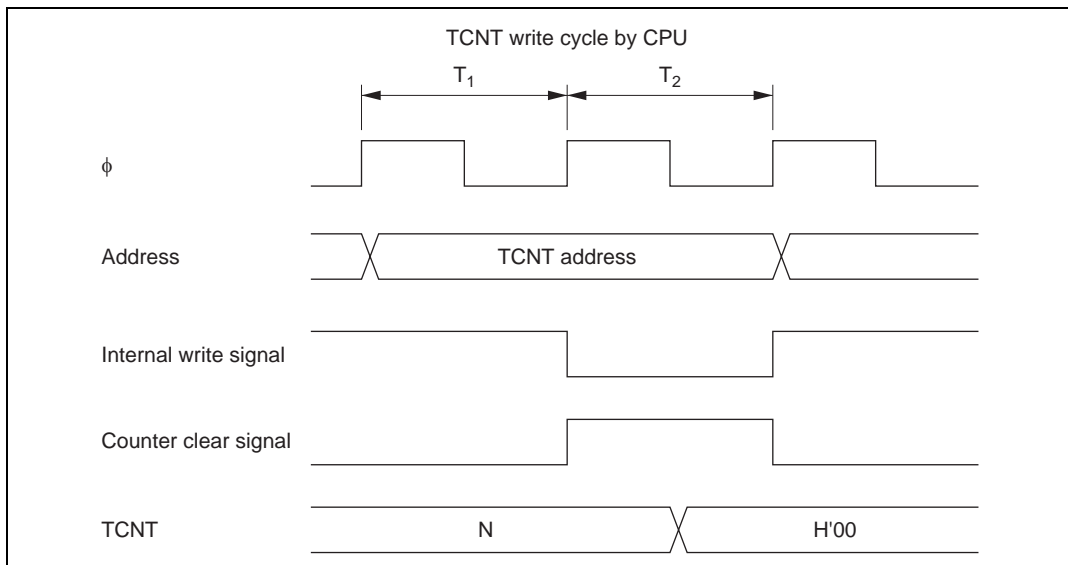 TCNT write cycle by CPU
T1 T2
ϕ
Address TCNT address
Internal write signal
Counter clear signal
TCNT N H'00